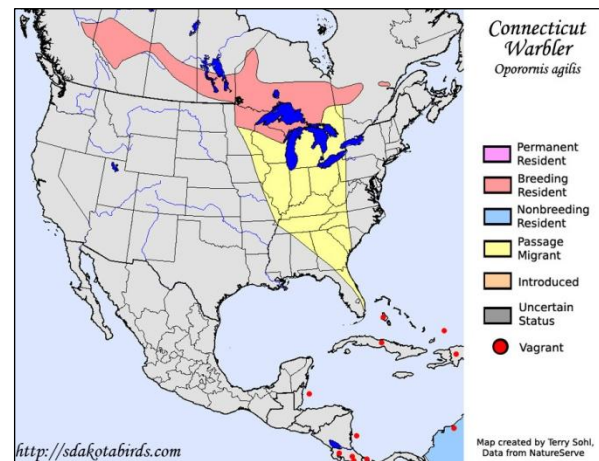 Connecticut
Warbler
Oporornis agilis
Permanent
Resident
Breeding
Resident
Nonbreeding
Resident
Passage
Migrant
Introduced
Uncertain
Status
Vagrant
http://sdakotabirds.com
Map created by Terry Sohl,
Data from NatureServe